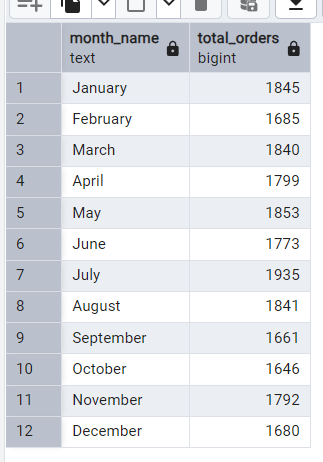 month_name total_orders
text bigint
1 January 1845
2 February 1685
3 March 1840
4 April 1799
5 May 1853
6 June 1773
7 July 1935
8 August 1841
9 September 1661
10 October 1646
11 November 1792
12 December 1680